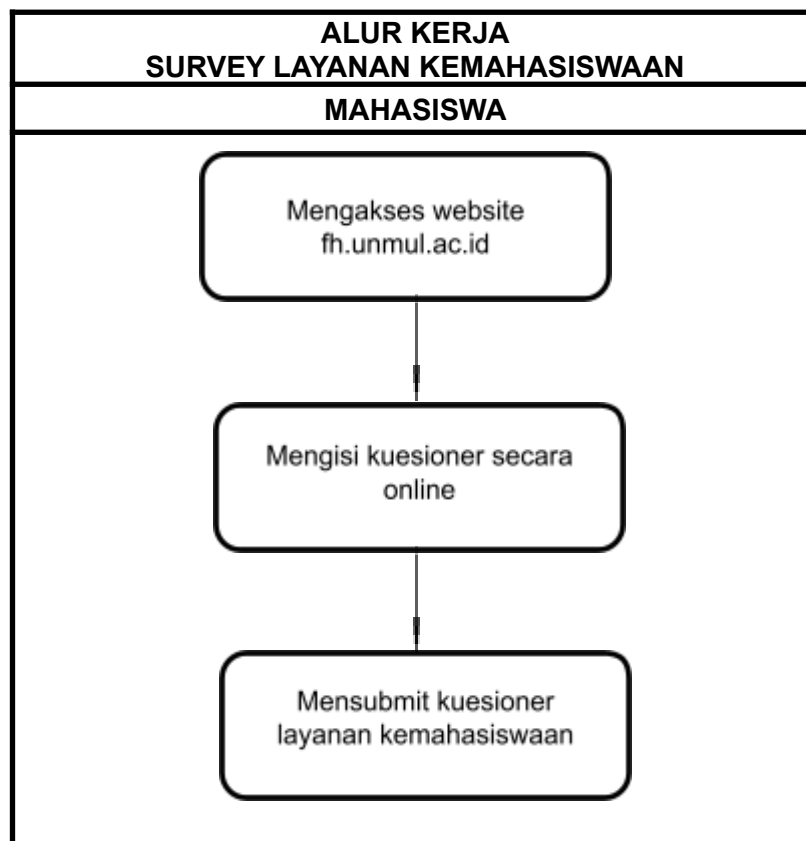 ALUR KERJA
SURVEY LAYANAN KEMAHASISWAAN
MAHASISWA
Mengakses website
fh.unmul.ac.id
Mengisi kuesioner secara
online
Mensubmit kuesioner
layanan kemahasiswaan